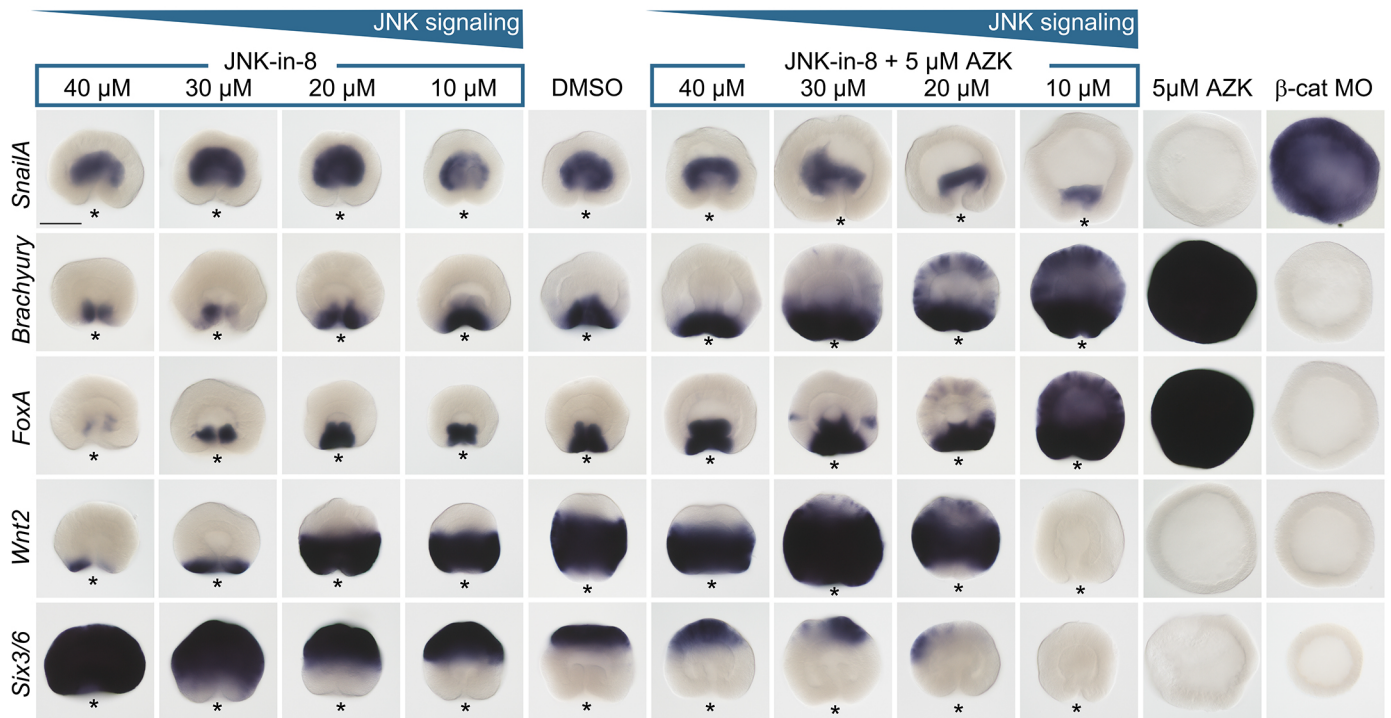 JNK signaling JNK signaling
JNK-in-8 JNK-in-8 + 5 µM AZK
40 µM 30 µM 20 µM 10 µM DMSO 40 µM 30 µM 20 µM 10 µM 5µM AZK β-cat MO
SnailA
* * * * * * * * *
Brachyury
* * * * * * * * *
FoxA
* * * * * * * * *
Wnt2
* * * * * * * * *
Six3/6
* * * * * * * * *